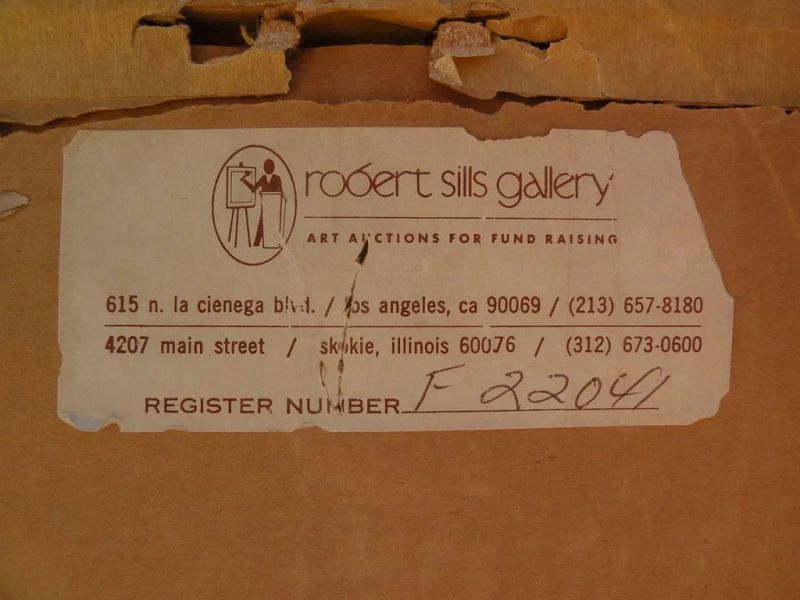 robert sills gallery
ART AUCTIONS FOR FUND RAISING
615 n. la cienega blvd. / los angeles, ca 90069 / (213) 657-8180
4207 main street / skokie, illinois 60076 / (312) 673-0600
REGISTER NUMBER F 22041